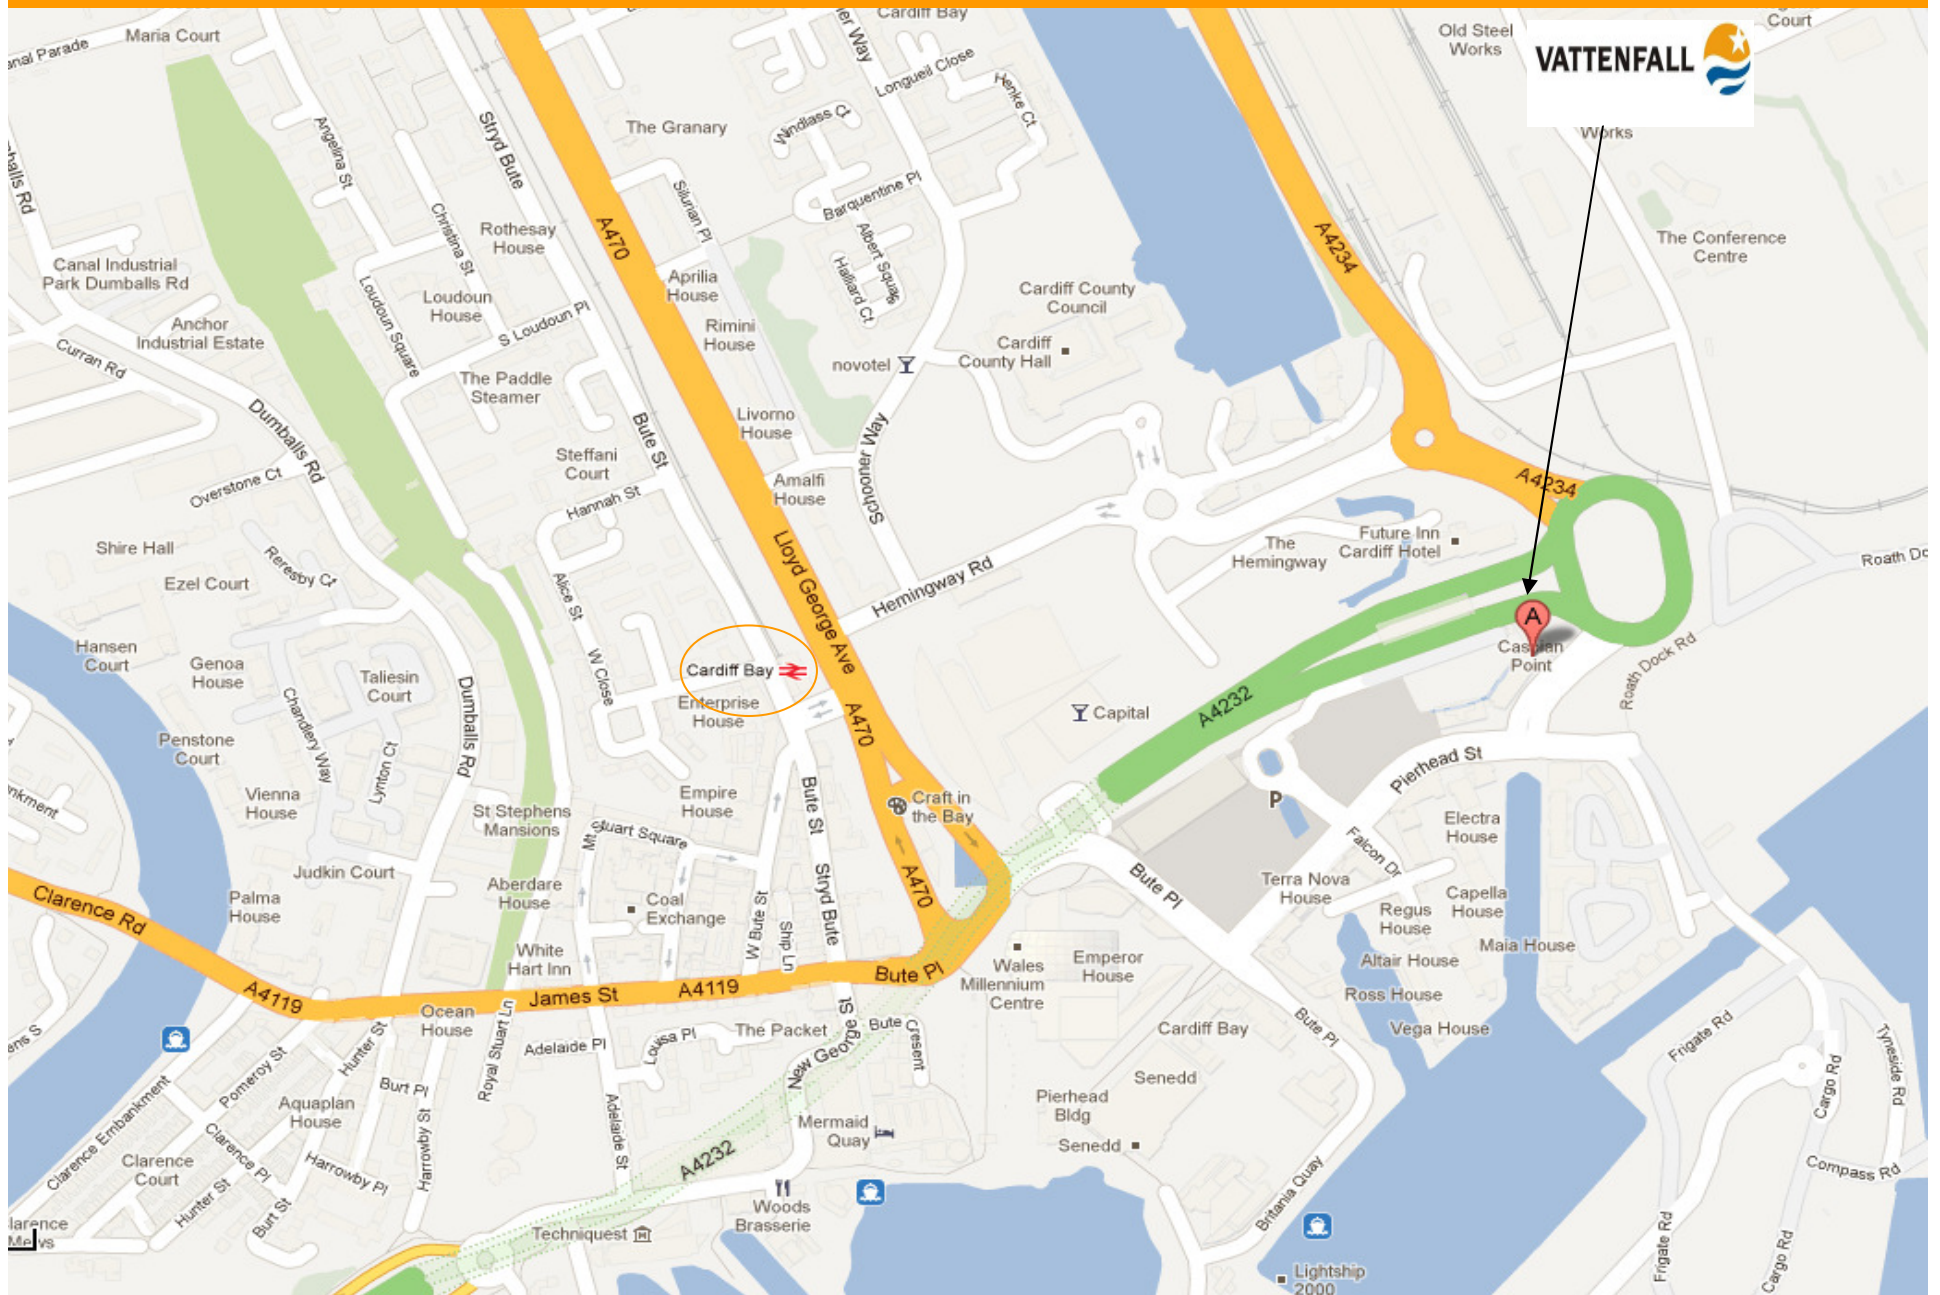 Cardiff Bay
Court
Maria Court
Old Steel
Works
VATTENFALL
Works
Longueil Close
Henke Ct
Windlass Ct
The Granary
Stryd Bute
Angelina St
Silurian Pl
Barquentine Pl
Christina St
Rothesay
House
A470
Albert Square
Halliard Ct
A4234
The Conference
Centre
Canal Industrial
Park Dumballs Rd
Aprilia
House
Cardiff County
Council
Loudoun
House
Loudoun Square
S Loudoun Pl
Anchor
Industrial Estate
Rimini
House
Cardiff
County Hall
novotel
Curran Rd
The Paddle
Steamer
Dumballs Rd
Bute St
Livorno
House
Schooner Way
Steffani
Court
Overstone Ct
Hannah St
Amalfi
House
A4234
Shire Hall
Ezel Court
Reresby Ct
Alice St
Lloyd George Ave
Hemingway Rd
The
Hemingway
Future Inn
Cardiff Hotel
A
Caspian
Point
Roath Dock Rd
Hansen
Court
Genoa
House
Taliesin
Court
W Close
Cardiff Bay
Enterprise
House
A470
Capital
A4232
Penstone
Court
Chandlery Way
Lynton Ct
Dumballs Rd
Pierhead St
Vienna
House
St Stephens
Mansions
Empire
House
Bute St
Craft in
the Bay
P
Electra
House
Mt Stuart Square
Falcon Dr
Judkin Court
Palma
House
Aberdare
House
Coal
Exchange
W Bute St
Ship Ln
Stryd Bute
A470
Bute Pl
Terra Nova
House
Regus
House
Capella
House
Clarence Rd
White
Hart Inn
Maia House
Altair House
Wales
Millennium
Centre
Emperor
House
A4119
James St
A4119
Bute Pl
Ross House
Ocean
House
Royal Stuart Ln
Adelaide Pl
Louisa Pl
The Packet
New George St
Bute Cresent
Cardiff Bay
Bute Pl
Vega House
Frigate Rd
Tyneside Rd
Pomeroy St
Hunter St
Burt Pl
Senedd
Pierhead
Bldg
Cargo Rd
Aquaplan
House
Clarence Embankment
Clarence Pl
Harrowby St
Adelaide St
Mermaid
Quay
Senedd
A4232
Clarence
Court
Hunter St
Harrowby Pl
Burt St
Compass Rd
Woods
Brasserie
Techniquest
Britania Quay
Frigate Rd
Cargo Rd
Lightship
2000